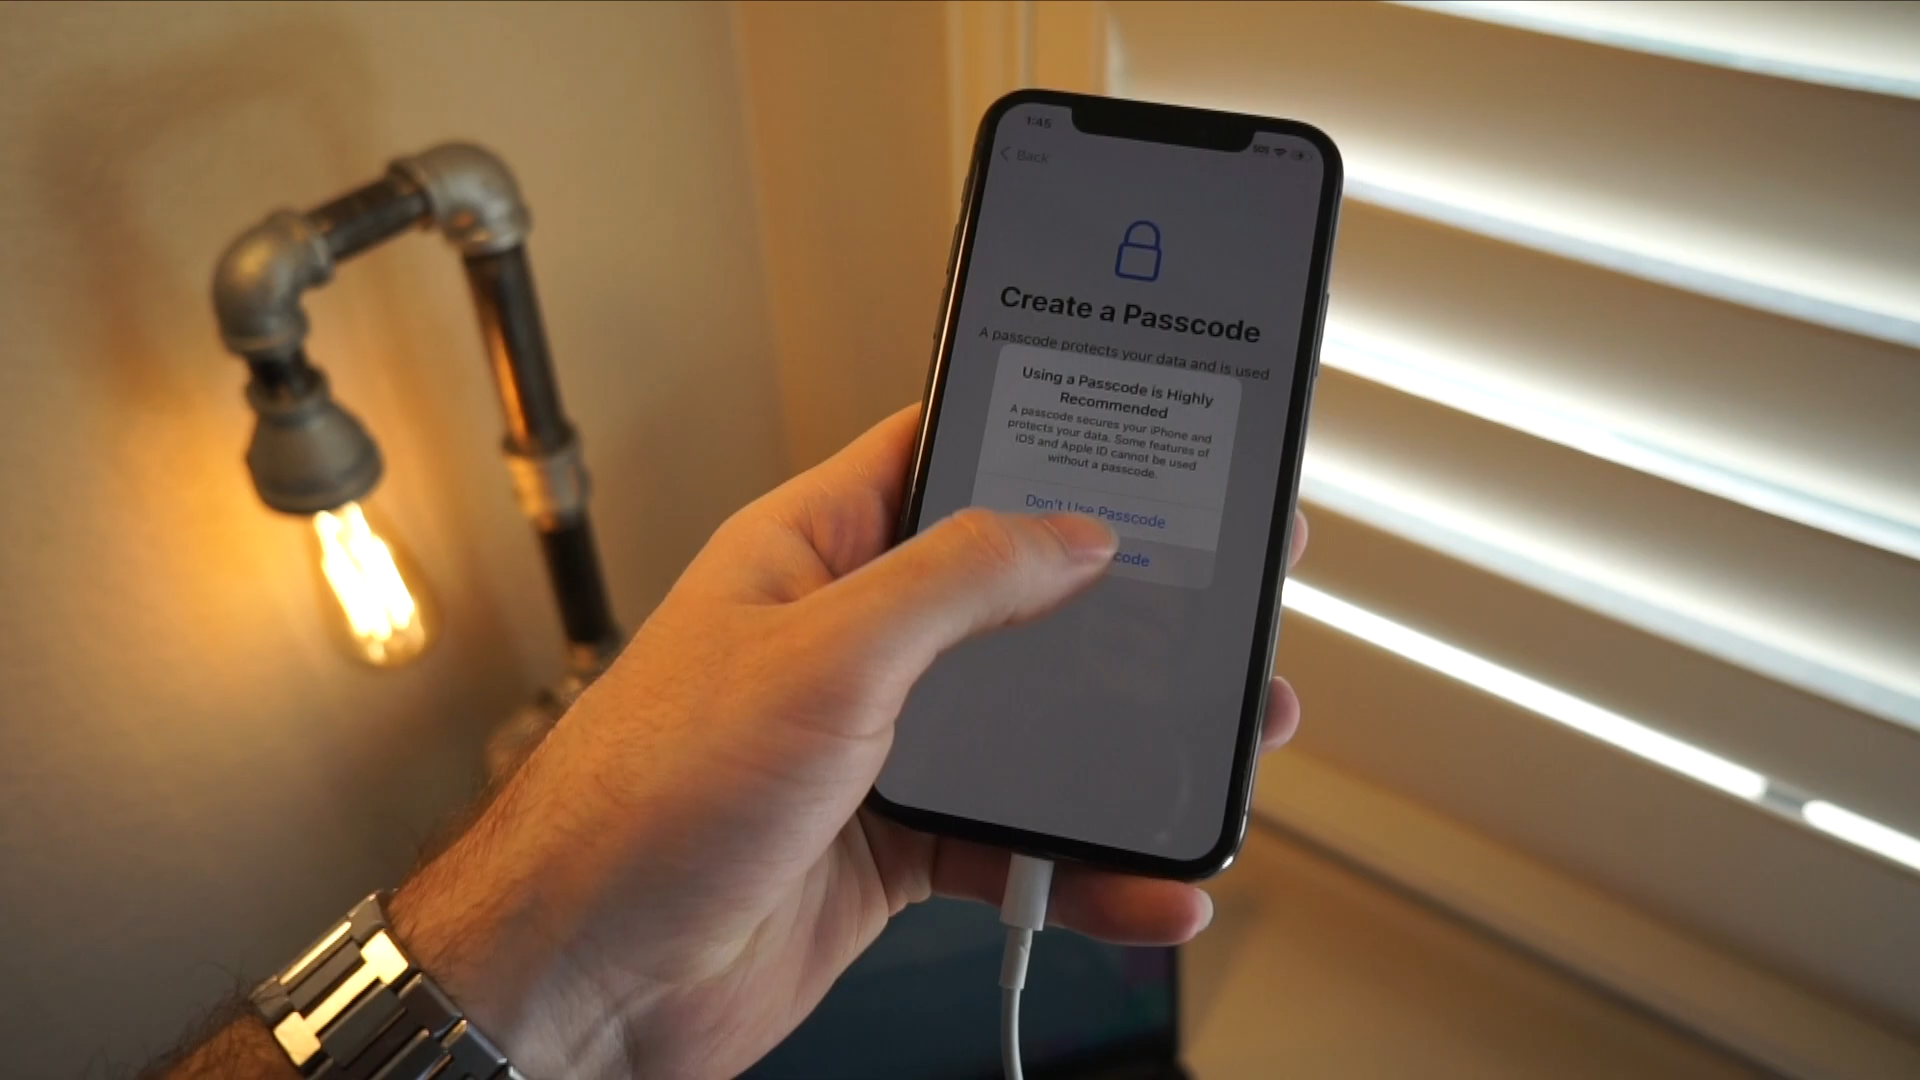 1:45
SOS
Back
Create a Passcode
A passcode protects your data and is used
Using a Passcode is Highly
Recommended
A passcode secures your iPhone and
protects your data. Some features of
iOS and Apple ID cannot be used
without a passcode.
Don't Use Passcode
code